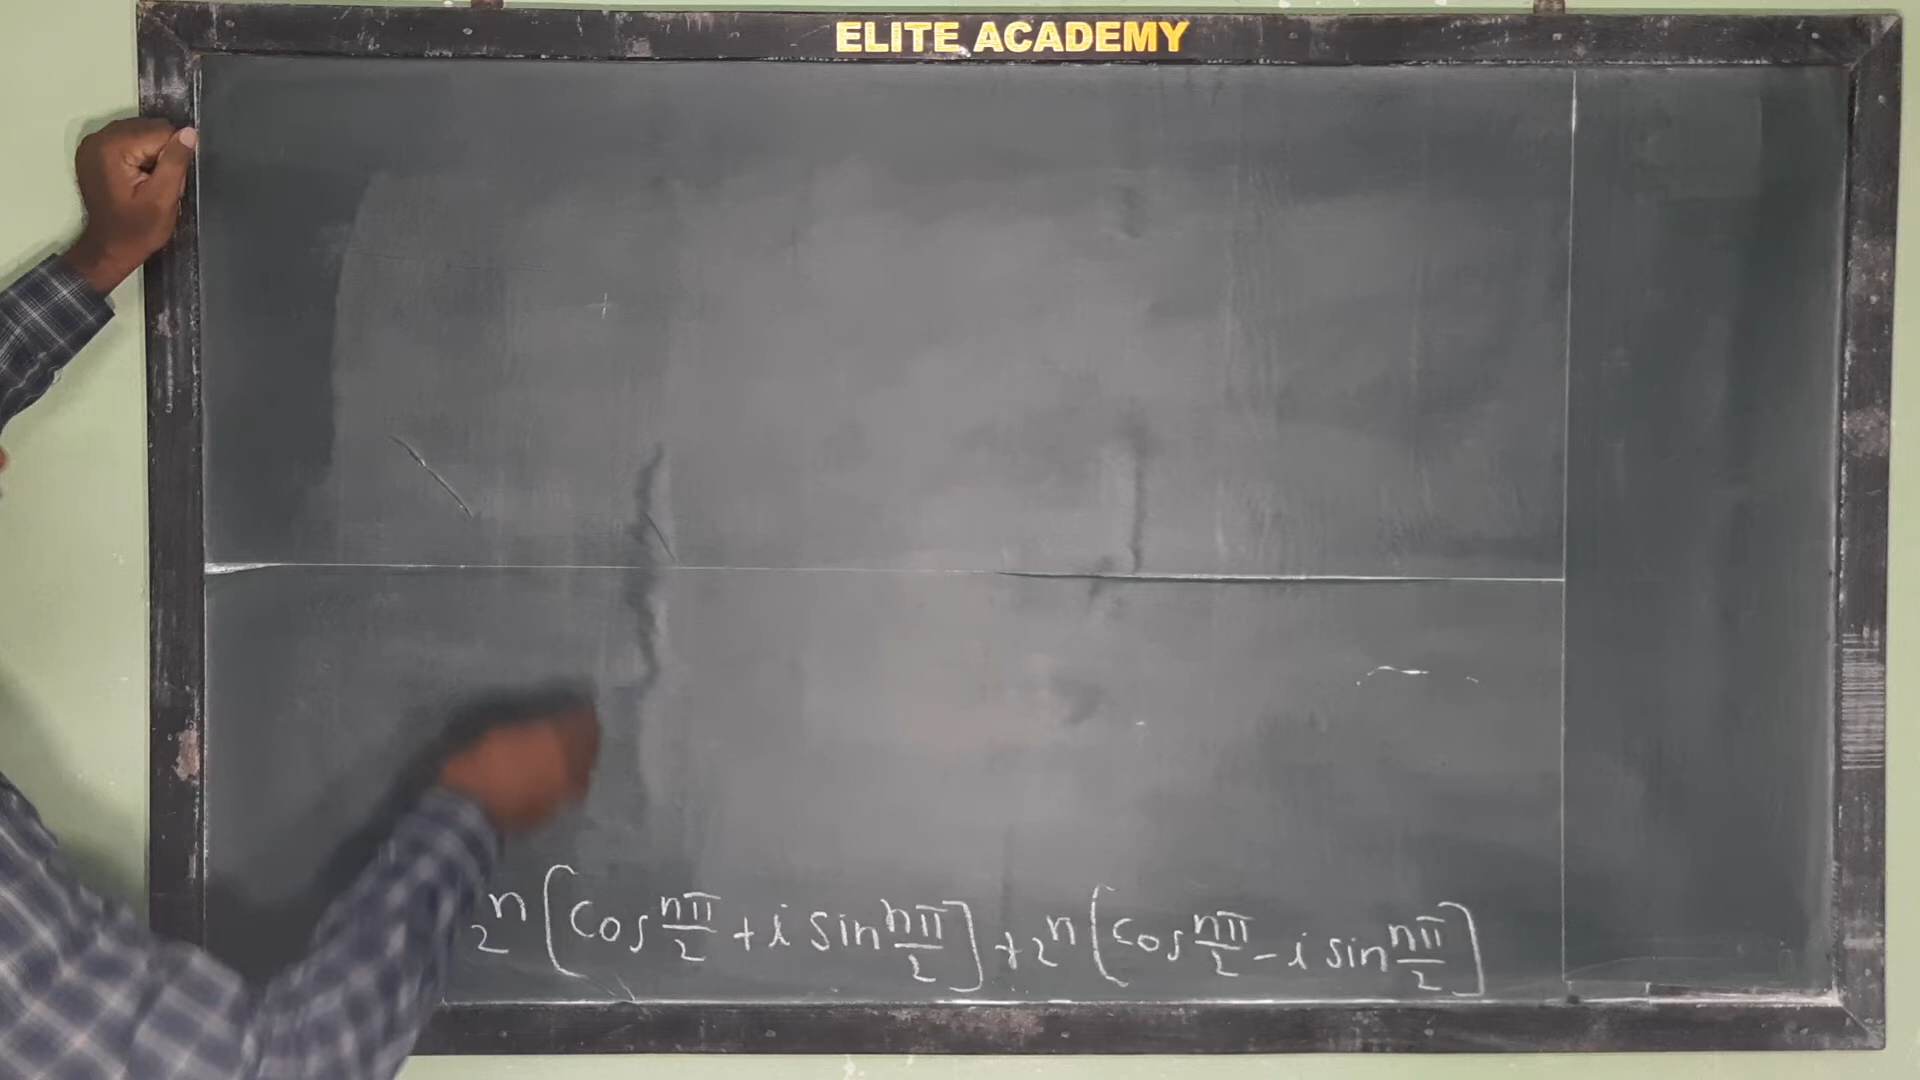 ELITE ACADEMY
2ⁿ [cos nπ/2 + i sin nπ/2] + 2ⁿ [cos nπ/2 - i sin nπ/2]